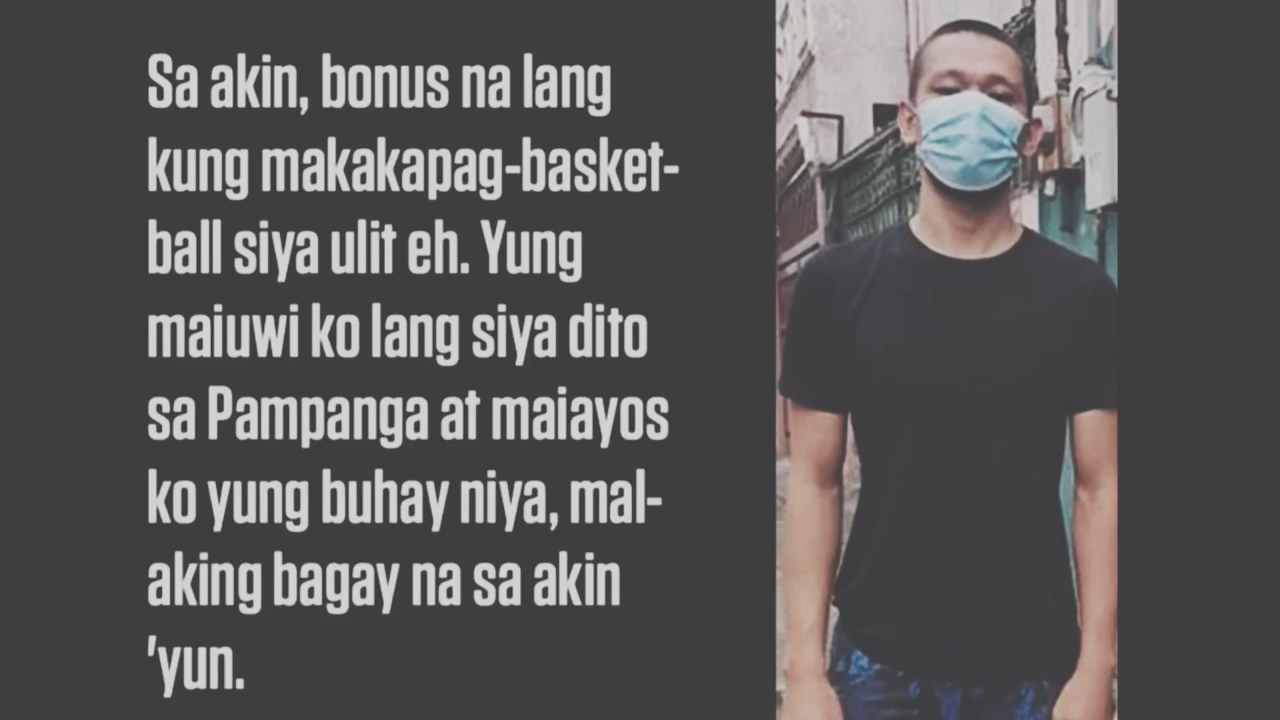 Sa akin, bonus na lang
kung makakapag-basket-
ball siya ulit eh. Yung
maiuwi ko lang siya dito
sa Pampanga at maiayos
ko yung buhay niya, mal-
aking bagay na sa akin
'yun.